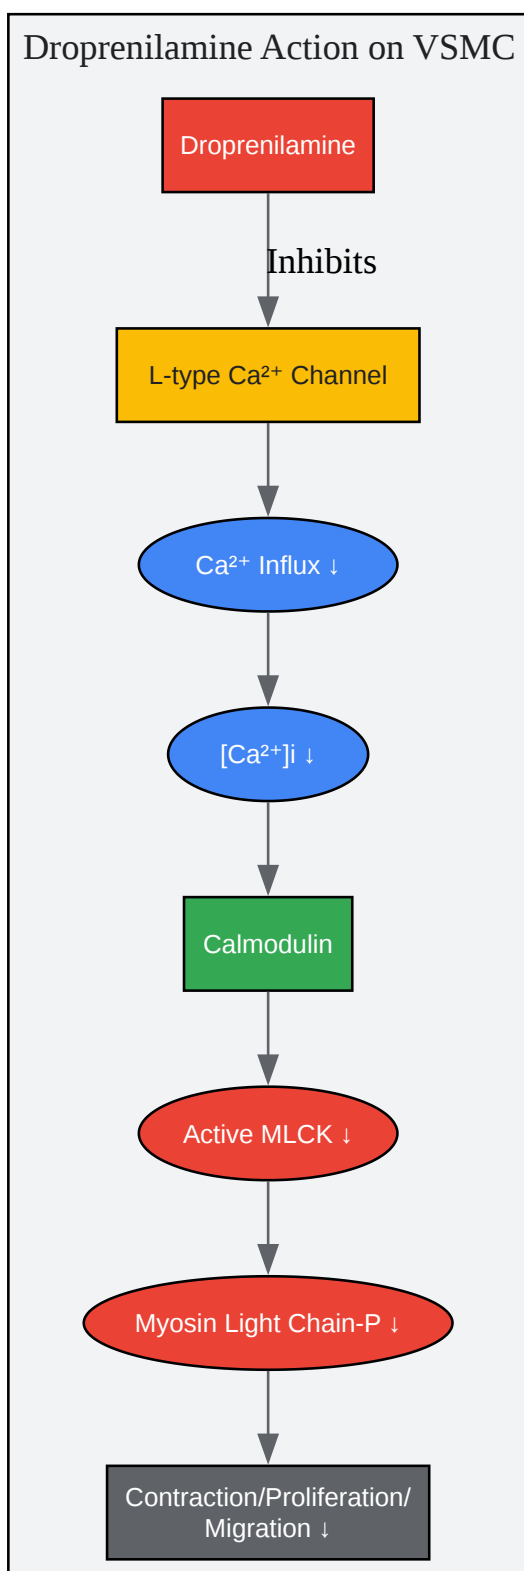 Droprenilamine Action on VSMC
Droprenilamine
Inhibits
L-type Ca²⁺ Channel
Ca²⁺ Influx ↓
[Ca²⁺]i ↓
Calmodulin
Active MLCK ↓
Myosin Light Chain-P ↓
Contraction/Proliferation/
Migration ↓